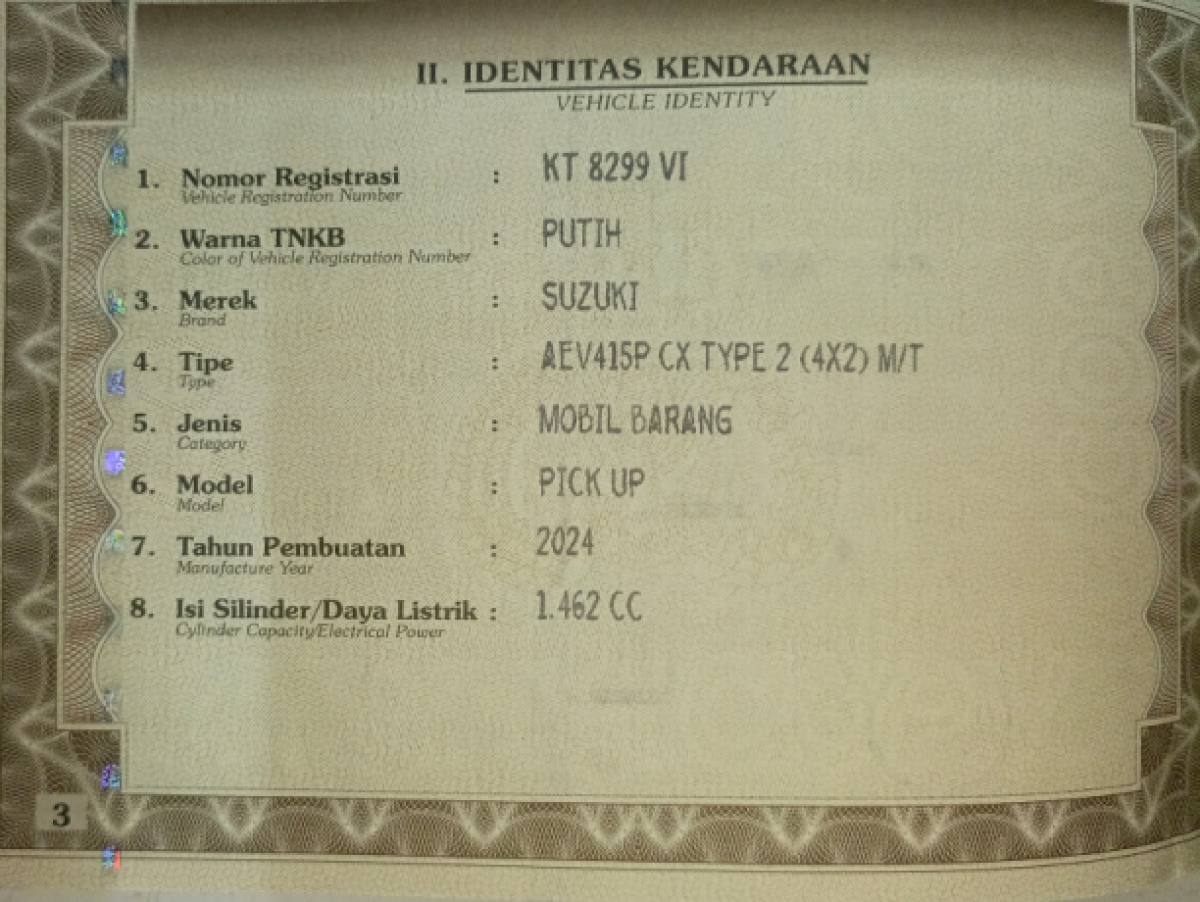 II. IDENTITAS KENDARAAN
VEHICLE IDENTITY
1. Nomor Registrasi : KT 8299 VI
Vehicle Registration Number
2. Warna TNKB : PUTIH
Color of Vehicle Registration Number
3. Merek : SUZUKI
Brand
4. Tipe : AEV415P CX TYPE 2 (4X2) M/T
Type
5. Jenis : MOBIL BARANG
Category
6. Model : PICK UP
Model
7. Tahun Pembuatan : 2024
Manufacture Year
8. Isi Silinder/Daya Listrik : 1.462 CC
Cylinder Capacity/Electrical Power
3